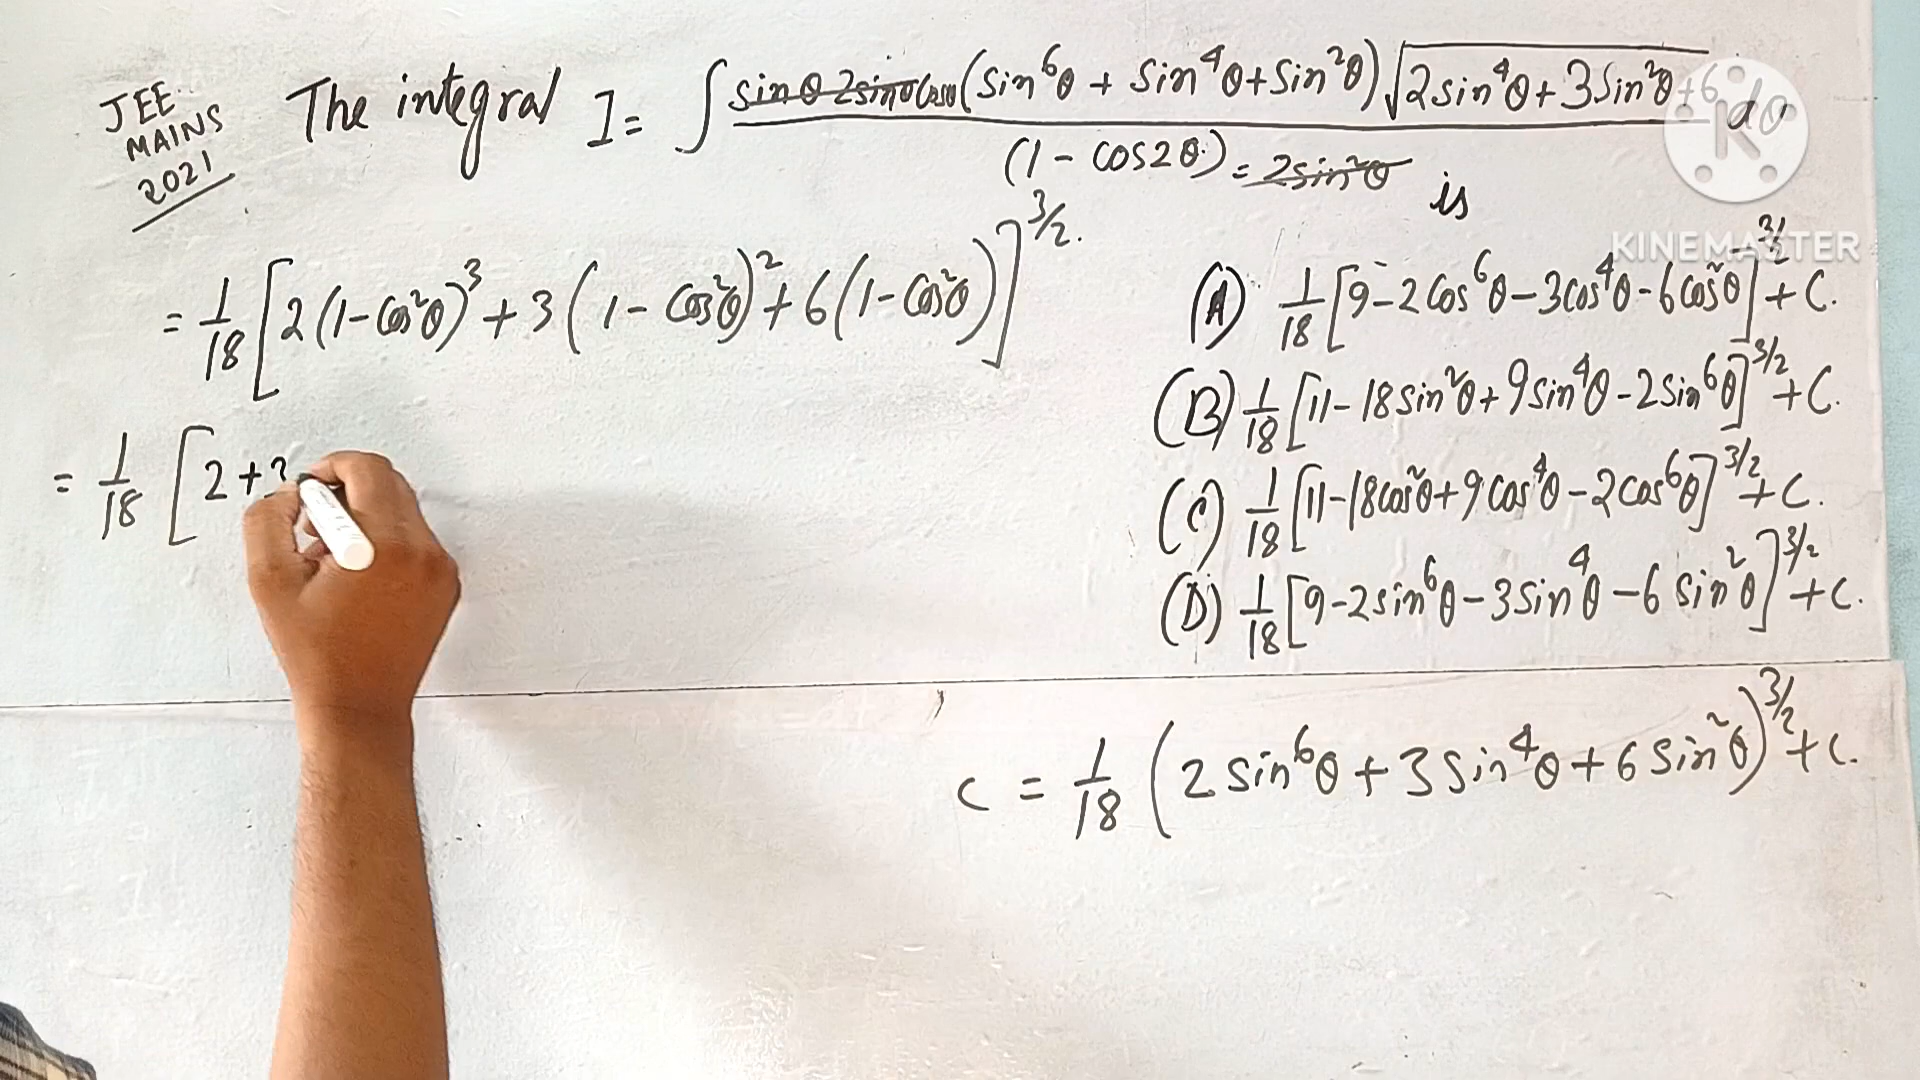 JEE MAINS 2021
The integral I = ∫ sinθ 2sinθcosθ (sin⁶θ + sin⁴θ + sin²θ) √(2sin⁴θ + 3sin²θ + 6) dθ
(1 - cos2θ) = 2sin²θ is
= 1/18 [2(1-cos²θ)³ + 3(1-cos²θ)² + 6(1-cos²θ)]^3/2.
= 1/18 [2 + 3
(A) 1/18 [9 - 2cos⁶θ - 3cos⁴θ - 6cos²θ]^3/2 + C.
(B) 1/18 [11 - 18sin²θ + 9sin⁴θ - 2sin⁶θ]^3/2 + C.
(C) 1/18 [11 - 18cos²θ + 9cos⁴θ - 2cos⁶θ]^3/2 + C.
(D) 1/18 [9 - 2sin⁶θ - 3sin⁴θ - 6sin²θ]^3/2 + C.
c = 1/18 (2sin⁶θ + 3sin⁴θ + 6sin²θ)^3/2 + C.
K
KINEMASTER